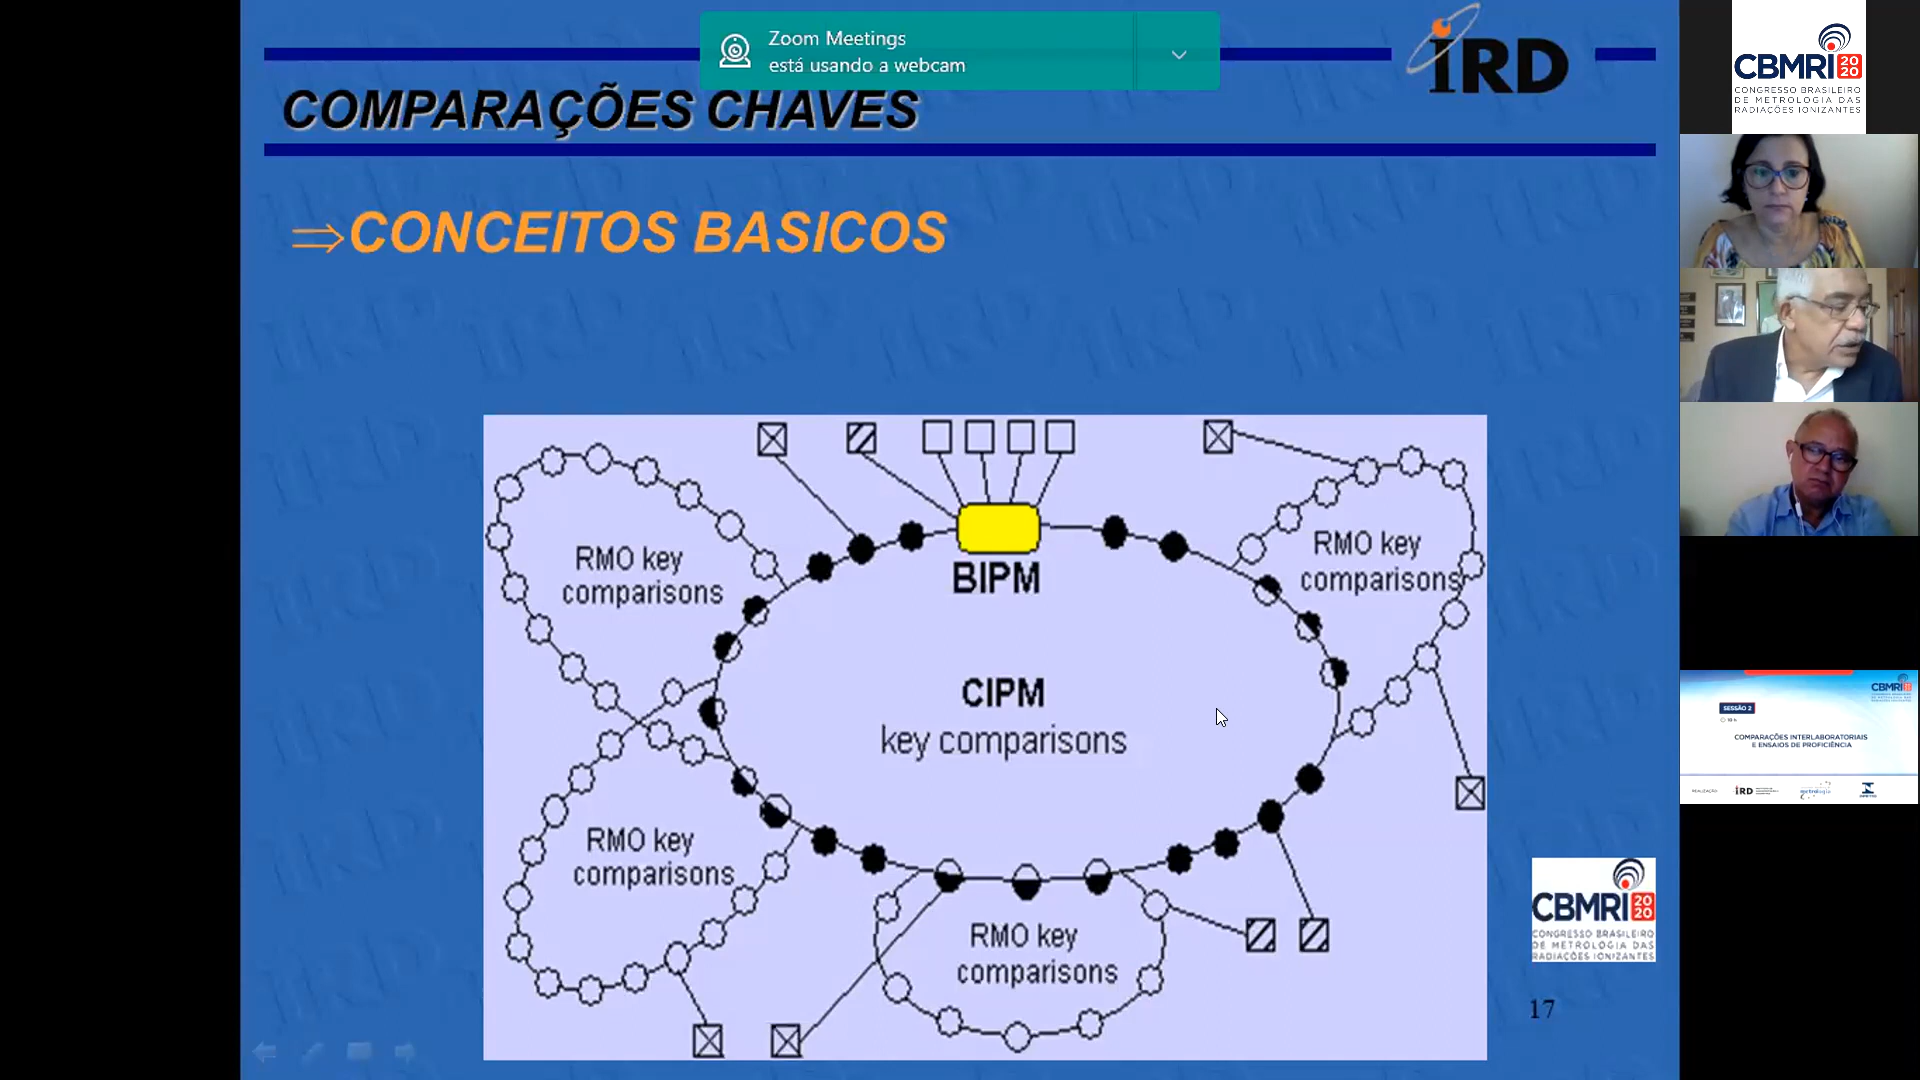 Zoom Meetings
está usando a webcam
IRD
COMPARAÇÕES CHAVES
⇒CONCEITOS BASICOS
RMO key
comparisons
BIPM
RMO key
comparisons
CIPM
key comparisons
RMO key
comparisons
RMO key
comparisons
CBMRI 2020
CONGRESSO BRASILEIRO
DE METROLOGIA DAS
RADIAÇÕES IONIZANTES
17
CBMRI 2020
CONGRESSO BRASILEIRO
DE METROLOGIA DAS
RADIAÇÕES IONIZANTES
CBMRI
SESSÃO 2
COMPARAÇÕES INTERLABORATORIAIS
E ENSAIOS DE PROFICIÊNCIA
IRD